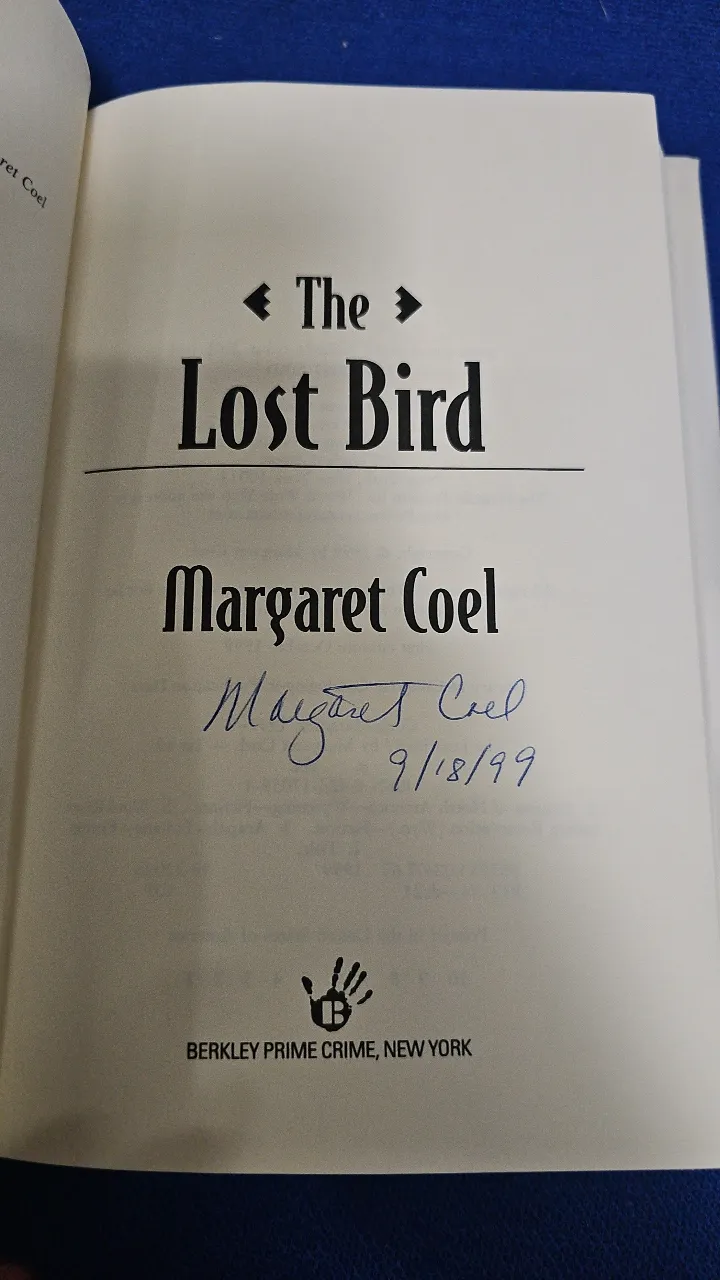 ret Coel
The
Lost Bird
Margaret Coel
Margaret Coel
9/18/99
B
BERKLEY PRIME CRIME, NEW YORK